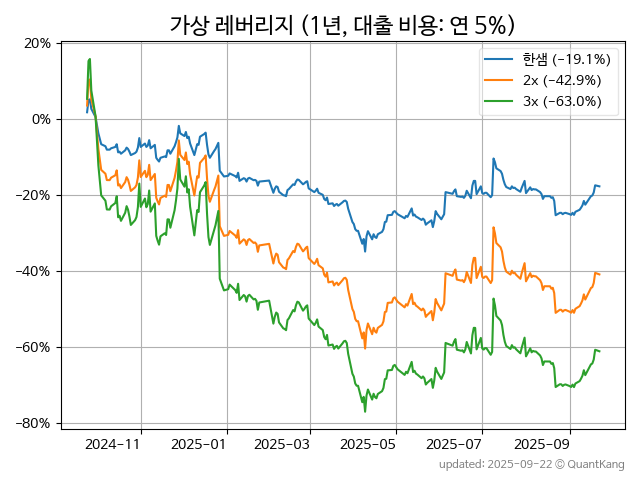 가상 레버리지 (1년, 대출 비용: 연 5%)
한샘 (-19.1%)
2x (-42.9%)
3x (-63.0%)
20%
0%
-20%
-40%
-60%
-80%
2024-11 2025-01 2025-03 2025-05 2025-07 2025-09
updated: 2025-09-22 © QuantKang